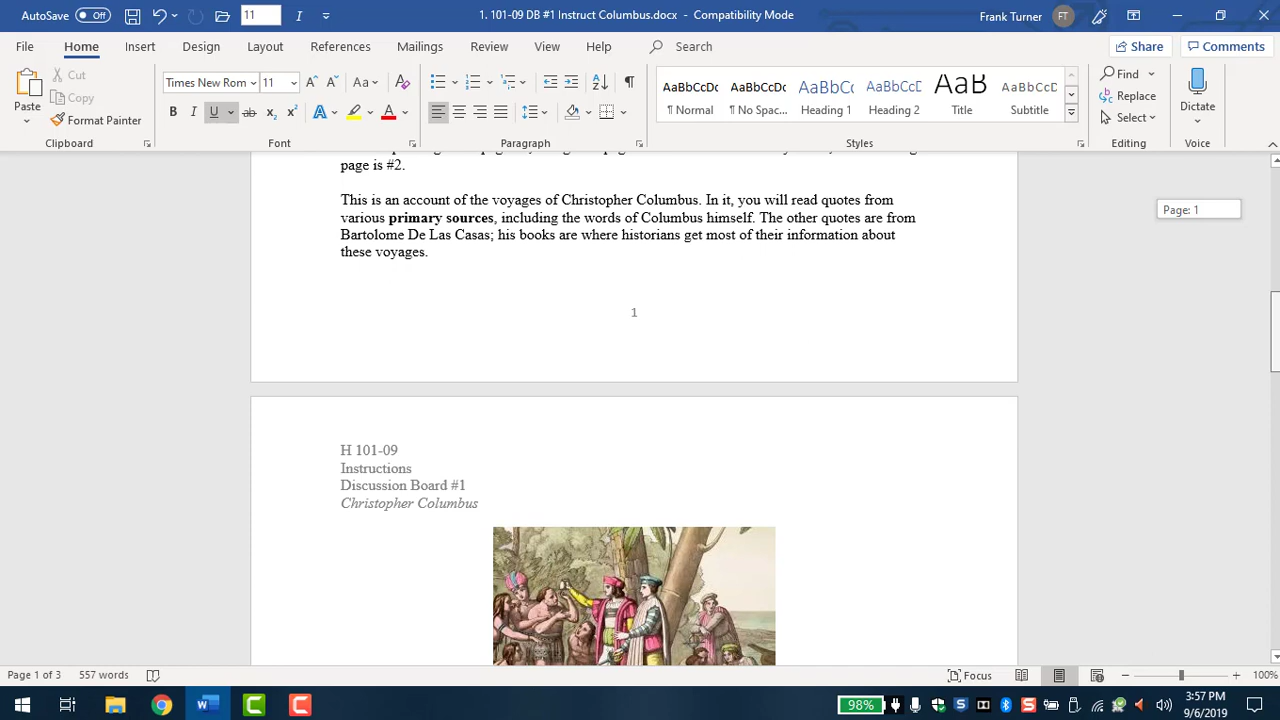 AutoSave Off 11 1. 101-09 DB #1 Instruct Columbus.docx - Compatibility Mode Frank Turner FT
File Home Insert Design Layout References Mailings Review View Help Search Share Comments
Paste Cut Copy Format Painter
Times New Rom 11 Aa
B I U ab x₂ x² A A
AaBbCcDc AaBbCcDc AaBbCc AaBbCcD AaB AaBbCcD
¶ Normal ¶ No Spac... Heading 1 Heading 2 Title Subtitle
Find Replace Select Dictate
Clipboard Font Paragraph Styles Editing Voice
page is #2.
This is an account of the voyages of Christopher Columbus. In it, you will read quotes from
various primary sources, including the words of Columbus himself. The other quotes are from
Bartolome De Las Casas; his books are where historians get most of their information about
these voyages.
Page: 1
1
H 101-09
Instructions
Discussion Board #1
Christopher Columbus
Page 1 of 3 557 words Focus 100%
98% 3:57 PM
9/6/2019